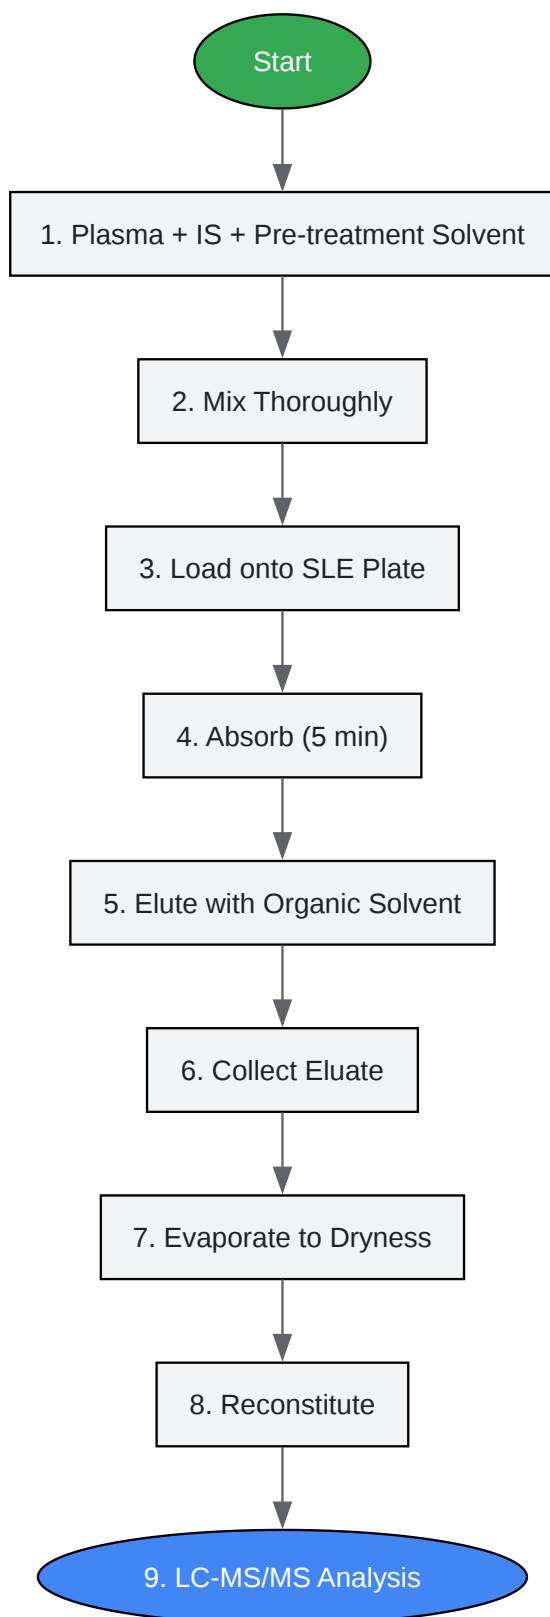 Start
1. Plasma + IS + Pre-treatment Solvent
2. Mix Thoroughly
3. Load onto SLE Plate
4. Absorb (5 min)
5. Elute with Organic Solvent
6. Collect Eluate
7. Evaporate to Dryness
8. Reconstitute
9. LC-MS/MS Analysis